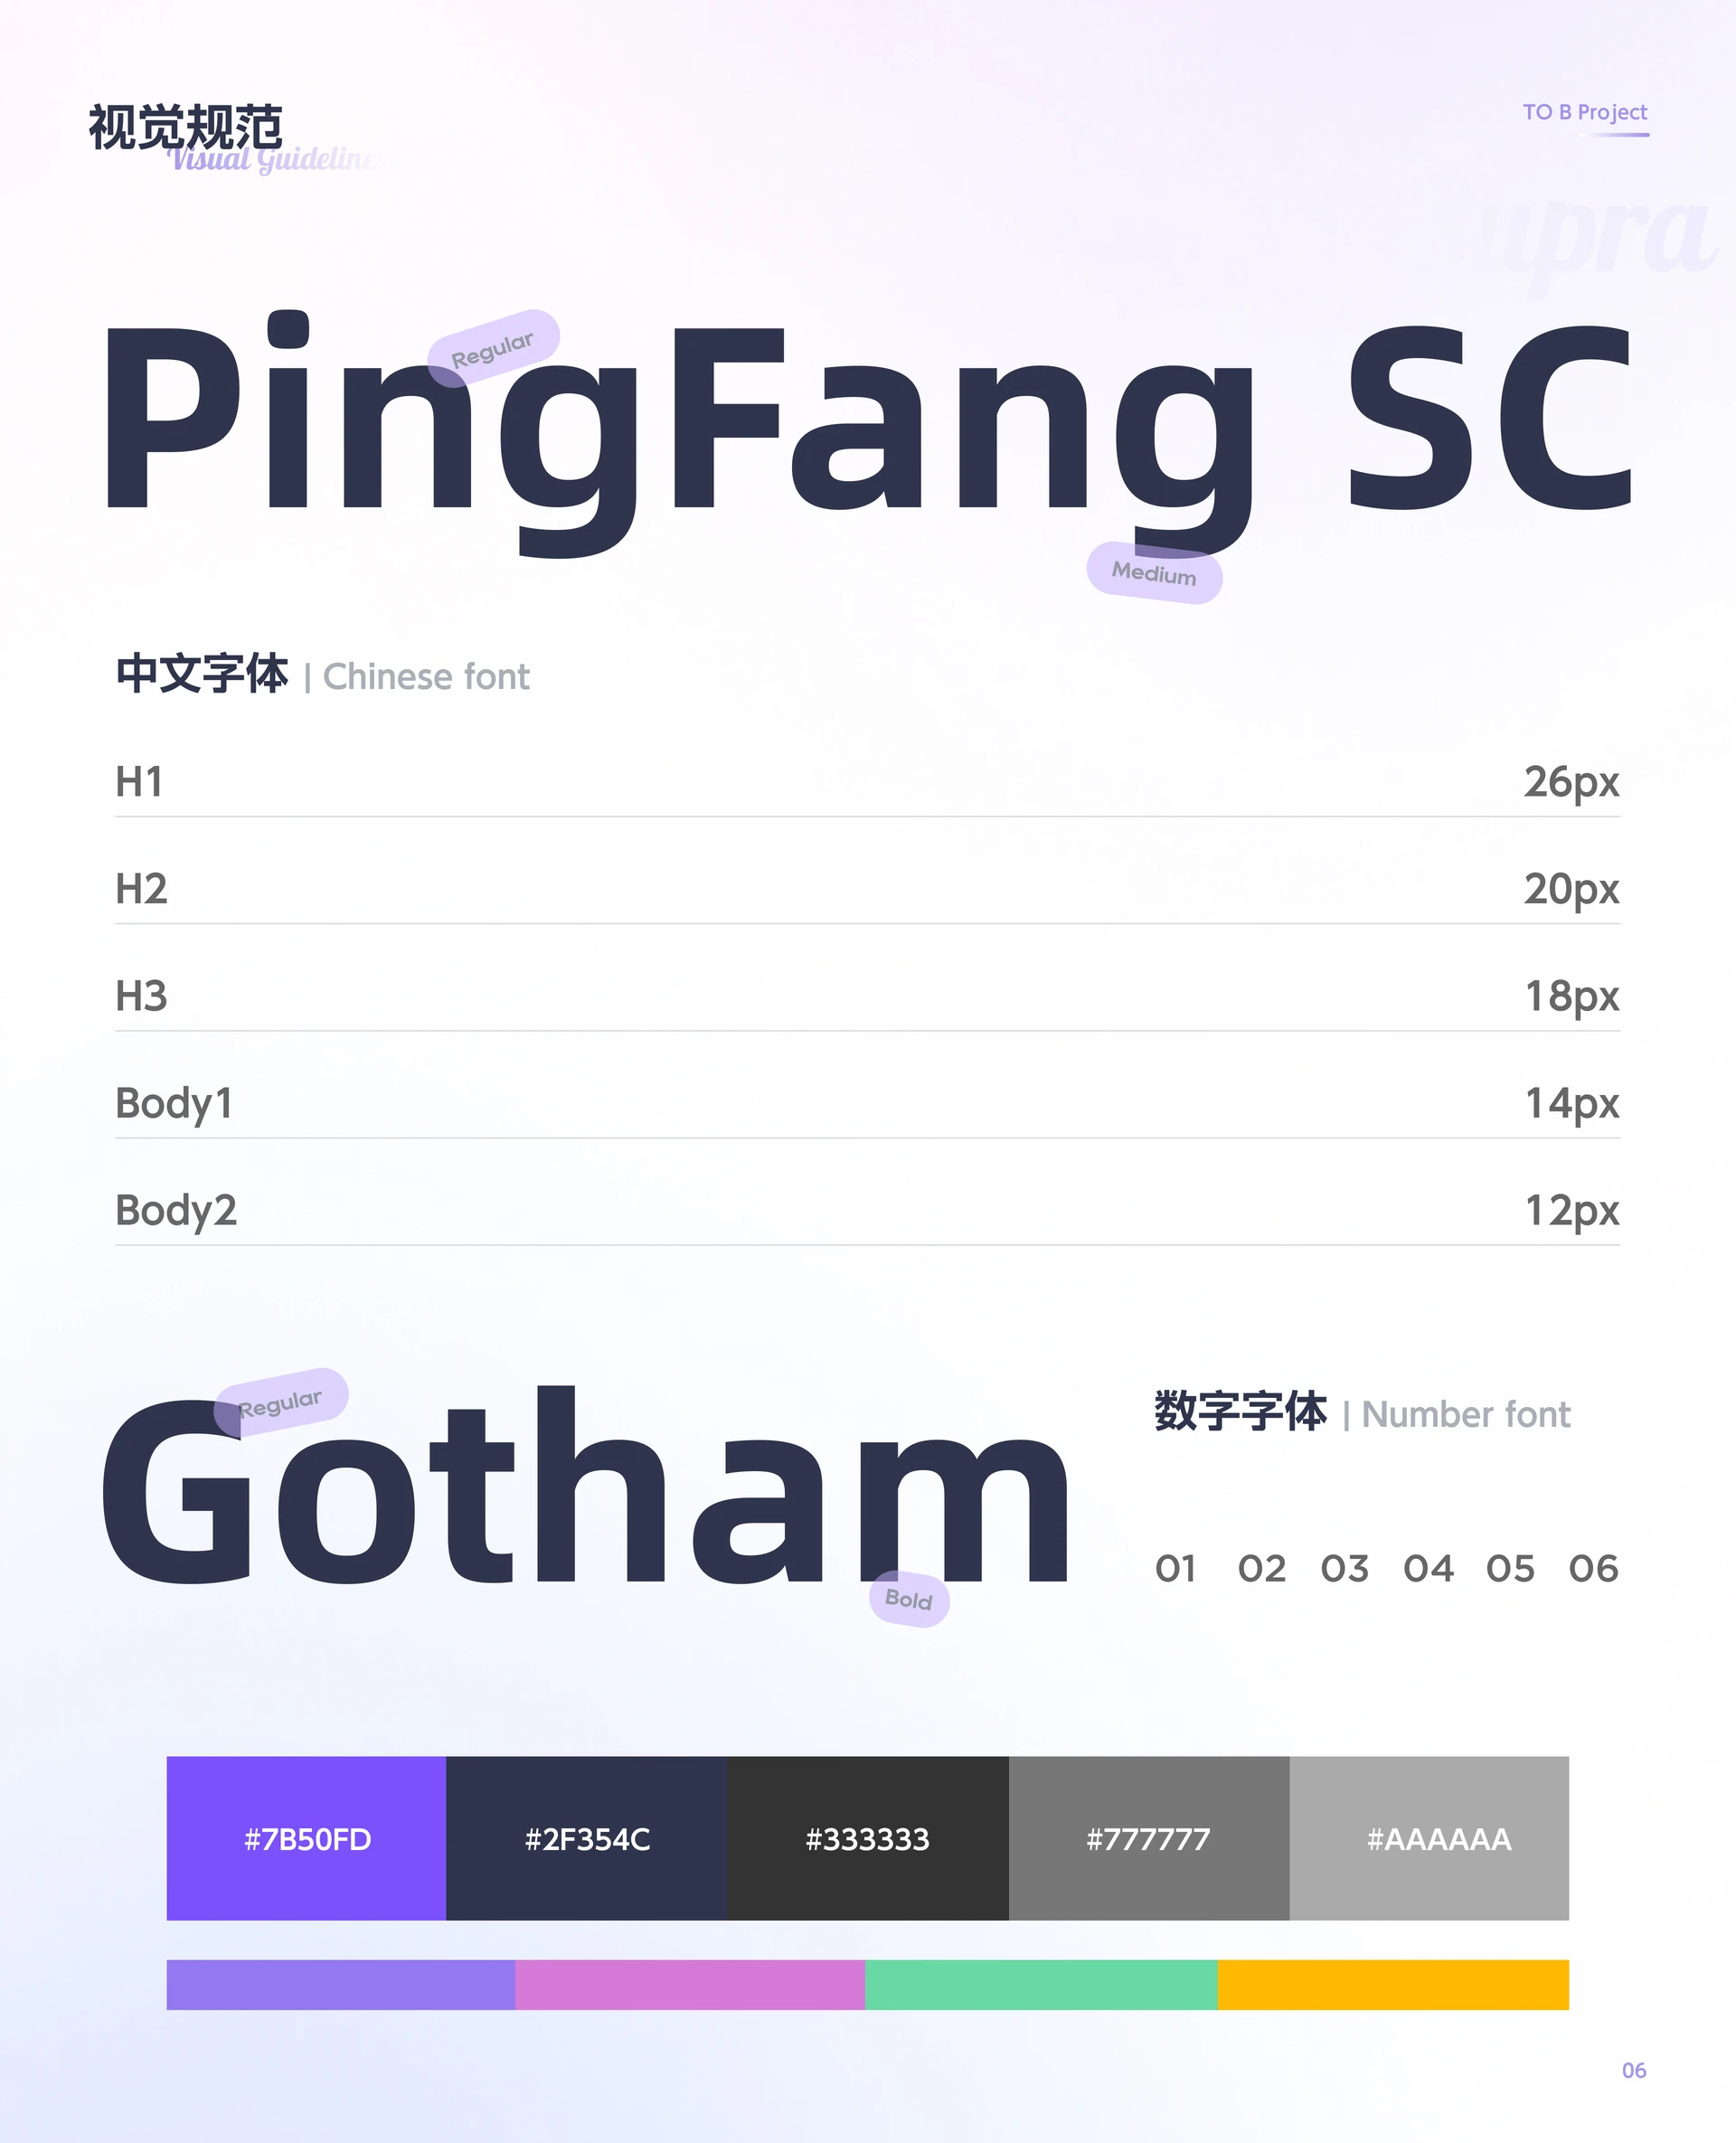 视觉规范
Visual Guidelines
TO B Project
upra
PingFang SC
Regular
Medium
中文字体 | Chinese font
H1 26px
H2 20px
H3 18px
Body1 14px
Body2 12px
Gotham
Regular
Bold
数字字体 | Number font
01 02 03 04 05 06
#7B50FD #2F354C #333333 #777777 #AAAAAA
06